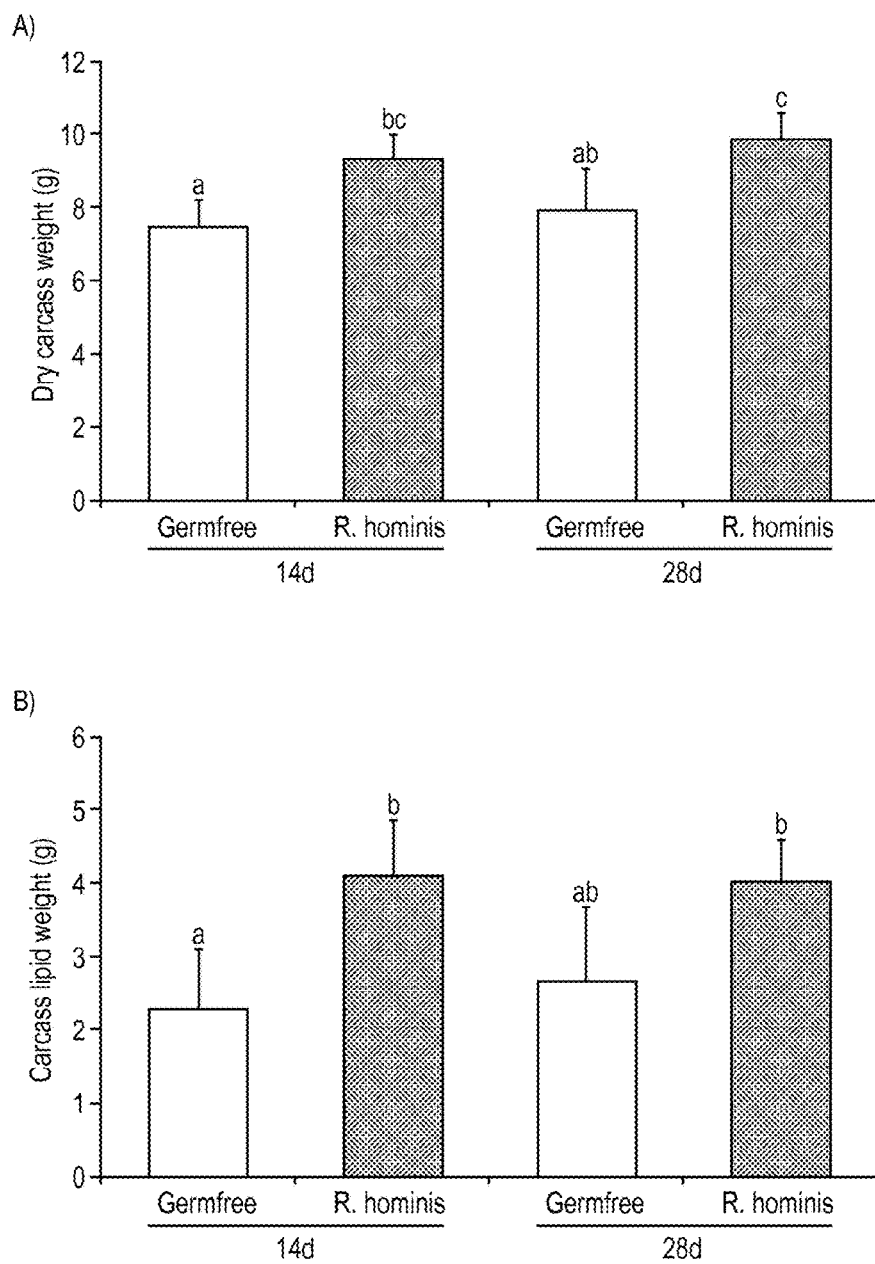 A)
Dry carcass weight (g)
12
10
8
6
4
2
0
a
bc
ab
c
Germfree R. hominis Germfree R. hominis
14d 28d
B)
Carcass lipid weight (g)
6
5
4
3
2
1
0
a
b
ab
b
Germfree R. hominis Germfree R. hominis
14d 28d